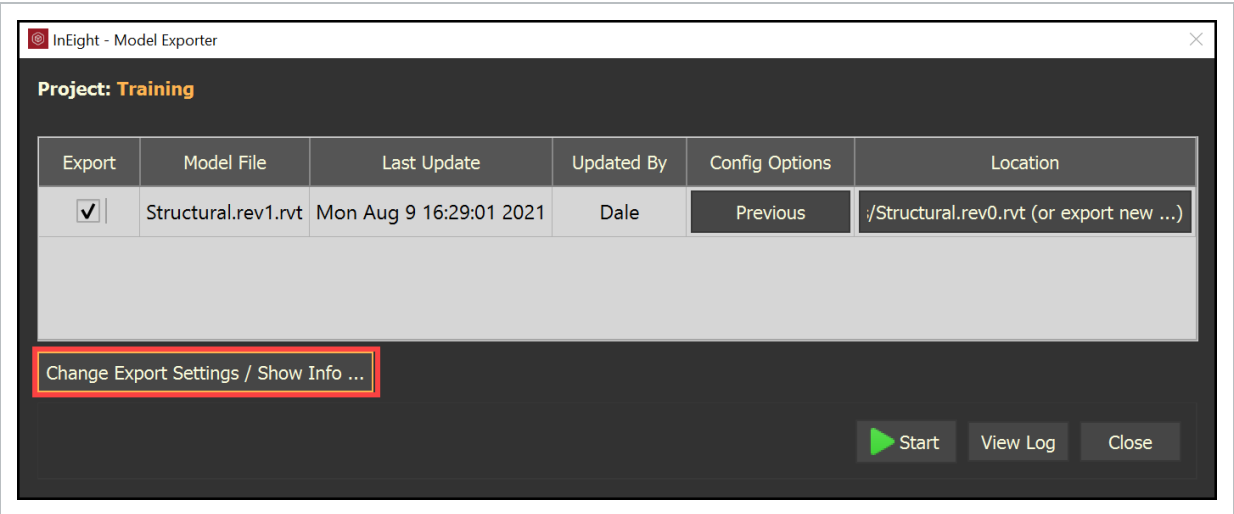 InEight - Model Exporter
Project: Training
Export Model File Last Update Updated By Config Options Location
Structural.rev1.rvt Mon Aug 9 16:29:01 2021 Dale Previous :/Structural.rev0.rvt (or export new ...)
Change Export Settings / Show Info ...
Start View Log Close